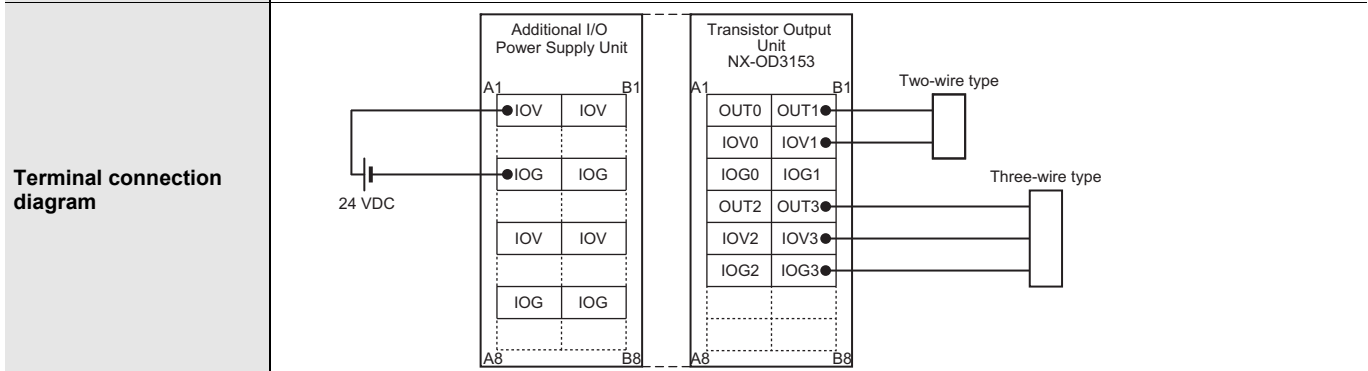 Terminal connection
diagram
24 VDC
Additional I/O
Power Supply Unit
A1 B1
IOV IOV
IOG IOG
IOV IOV
IOG IOG
A8 B8
Transistor Output
Unit
NX-OD3153
A1 B1
OUT0 OUT1
IOV0 IOV1
IOG0 IOG1
OUT2 OUT3
IOV2 IOV3
IOG2 IOG3
A8 B8
Two-wire type
Three-wire type